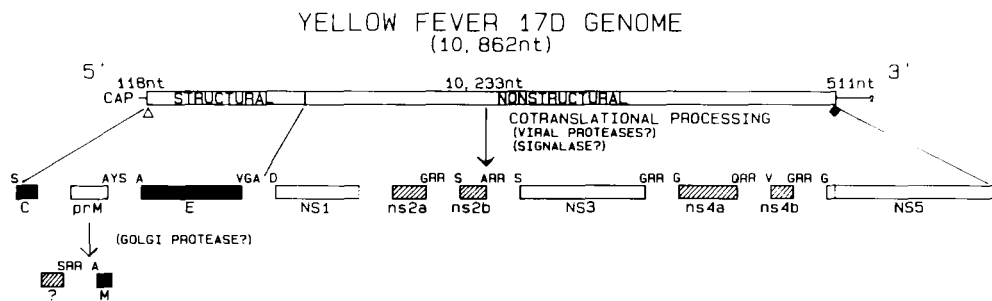 YELLOW FEVER 17D GENOME
(10,862nt)
5' 3'
118nt 10,233nt 511nt
CAP STRUCTURAL NONSTRUCTURAL
COTRANSLATIONAL PROCESSING
(VIRAL PROTEASES?)
(SIGNALASE?)
S AYS A VGA D GRR S ARR S GRR G QRR V GRR G
C prM E NS1 ns2a ns2b NS3 ns4a ns4b NS5
(GOLGI PROTEASE?)
SRR A
? M